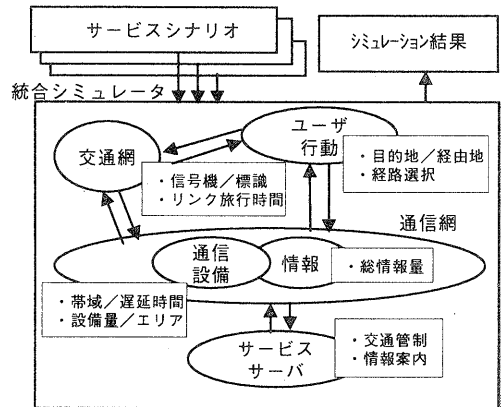 サービスシナリオ
シミュレーション結果
統合シミュレータ
交通網
ユーザ
行動
・目的地／経由地
・経路選択
・信号機／標識
・リンク旅行時間
通信網
通信
設備
情報
・総情報量
・帯域／遅延時間
・設備量／エリア
サービス
サーバ
・交通管制
・情報案内